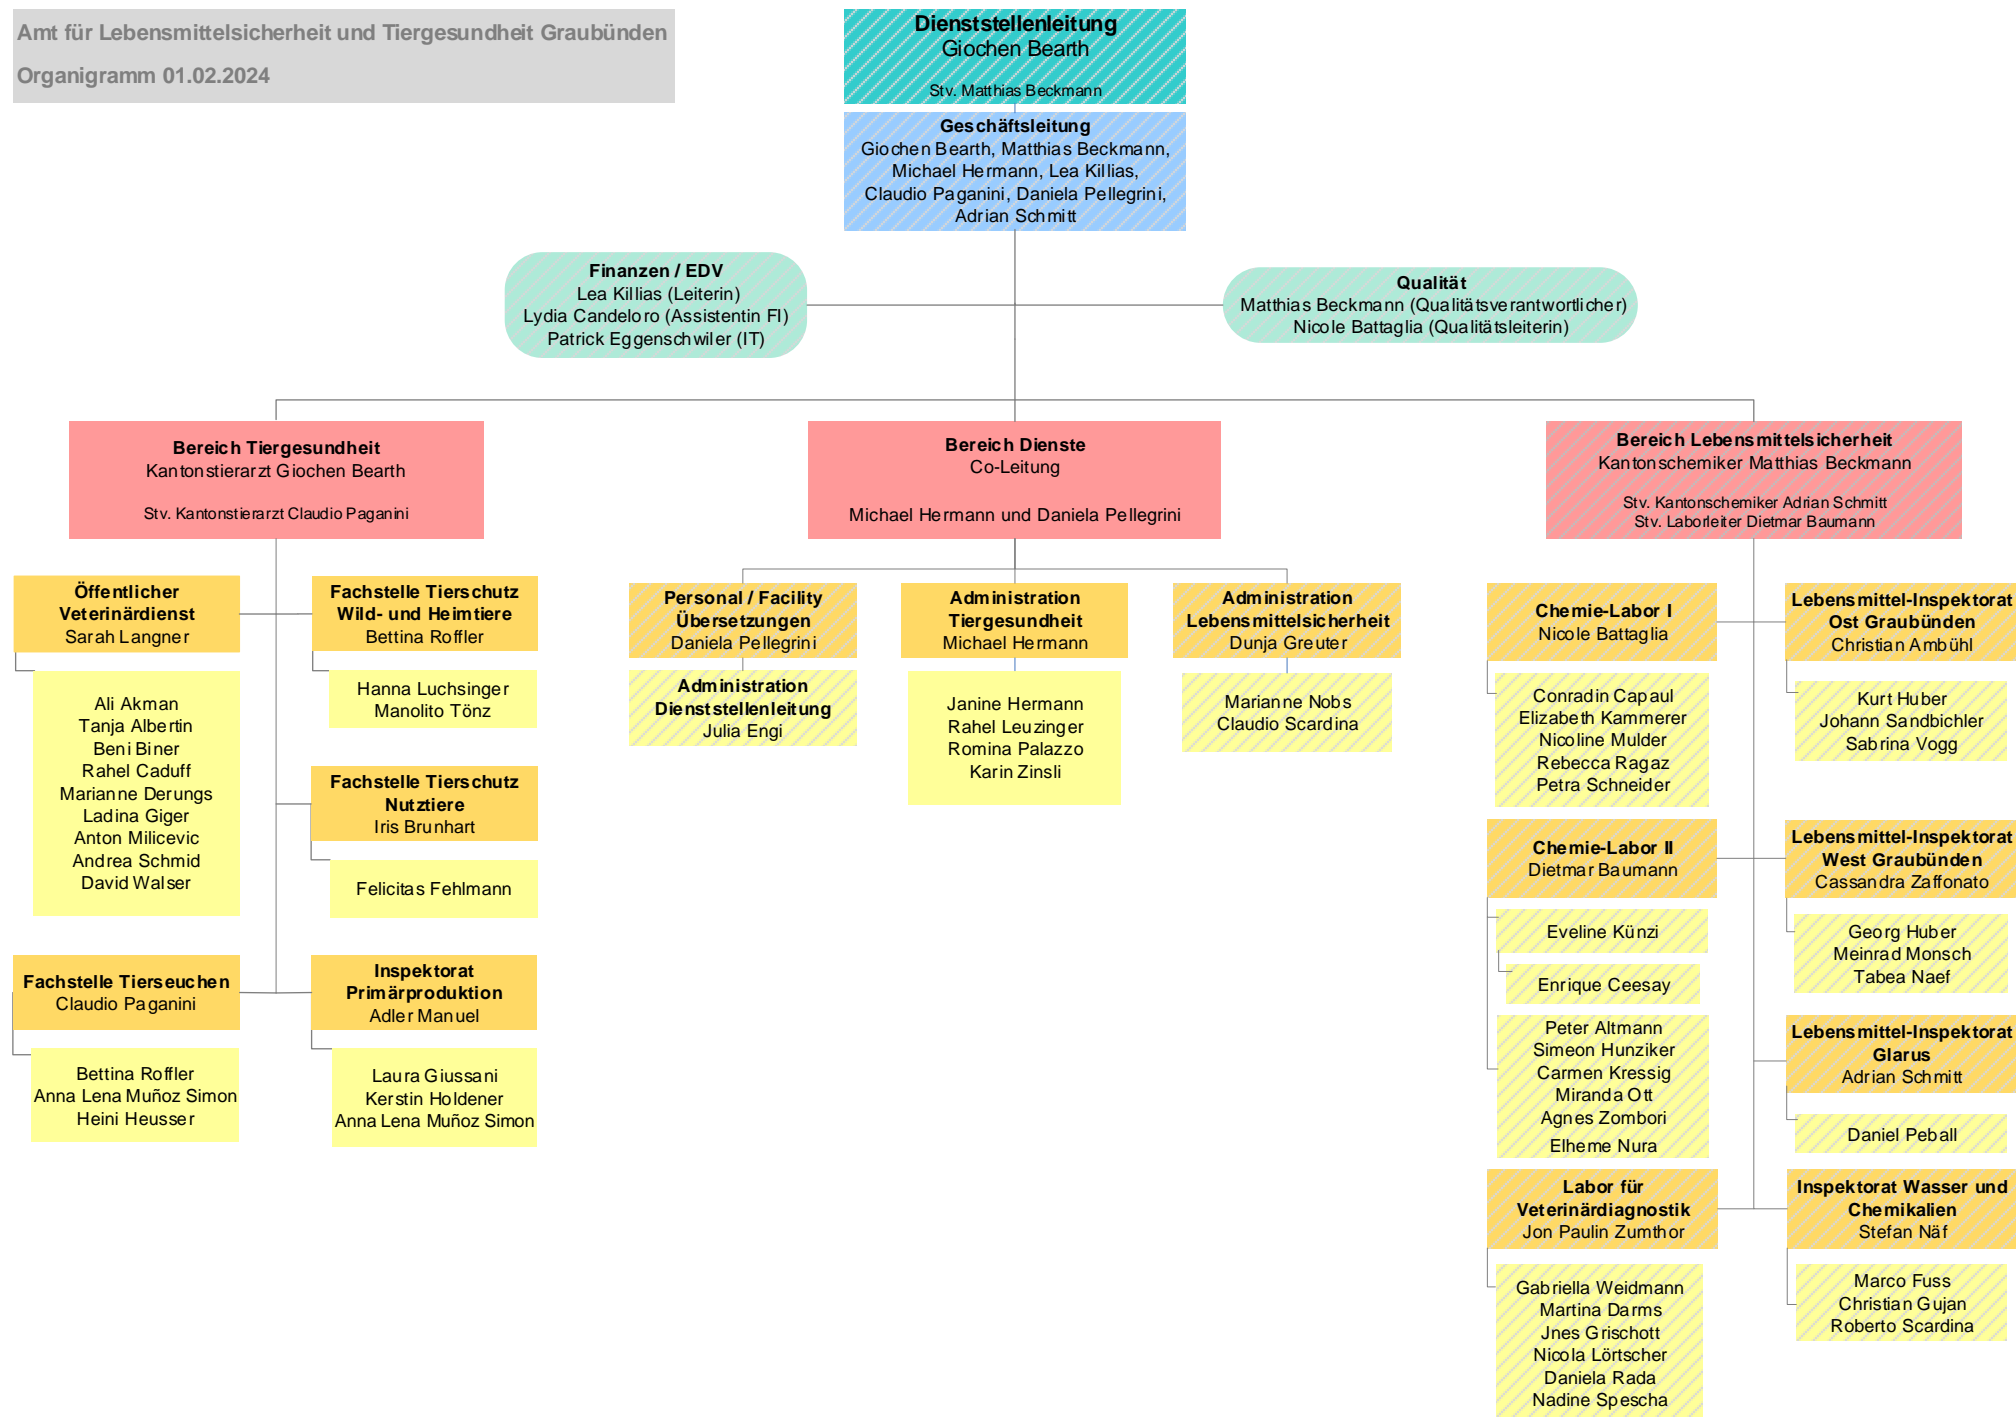 Amt für Lebensmittelsicherheit und Tiergesundheit Graubünden
Organigramm 01.02.2024
Dienststellenleitung
Giochen Bearth
Stv. Matthias Beckmann
Geschäftsleitung
Giochen Bearth, Matthias Beckmann,
Michael Hermann, Lea Killias,
Claudio Paganini, Daniela Pellegrini,
Adrian Schmitt
Finanzen / EDV
Lea Killias (Leiterin)
Lydia Candeloro (Assistentin FI)
Patrick Eggenschwiler (IT)
Qualität
Matthias Beckmann (Qualitätsverantwortlicher)
Nicole Battaglia (Qualitätsleiterin)
Bereich Tiergesundheit
Kantonstierarzt Giochen Bearth
Stv. Kantonstierarzt Claudio Paganini
Öffentlicher
Veterinärdienst
Sarah Langner
Ali Akman
Tanja Albertin
Beni Biner
Rahel Caduff
Marianne Derungs
Ladina Giger
Anton Milicevic
Andrea Schmid
David Walser
Fachstelle Tierschutz
Wild- und Heimtiere
Bettina Roffler
Hanna Luchsinger
Manolito Tönz
Fachstelle Tierschutz
Nutztiere
Iris Brunhart
Felicitas Fehlmann
Fachstelle Tierseuchen
Claudio Paganini
Bettina Roffler
Anna Lena Muñoz Simon
Heini Heusser
Inspektorat
Primärproduktion
Adler Manuel
Laura Giussani
Kerstin Holdener
Anna Lena Muñoz Simon
Bereich Dienste
Co-Leitung
Michael Hermann und Daniela Pellegrini
Personal / Facility
Übersetzungen
Daniela Pellegrini
Administration
Dienststellenleitung
Julia Engi
Administration
Tiergesundheit
Michael Hermann
Janine Hermann
Rahel Leuzinger
Romina Palazzo
Karin Zinsli
Administration
Lebensmittelsicherheit
Dunja Greuter
Marianne Nobs
Claudio Scardina
Bereich Lebensmittelsicherheit
Kantonschemiker Matthias Beckmann
Stv. Kantonschemiker Adrian Schmitt
Stv. Laborleiter Dietmar Baumann
Chemie-Labor I
Nicole Battaglia
Conradin Capaul
Elizabeth Kammerer
Nicoline Mulder
Rebecca Ragaz
Petra Schneider
Chemie-Labor II
Dietmar Baumann
Eveline Künzi
Enrique Ceesay
Peter Altmann
Simeon Hunziker
Carmen Kressig
Miranda Ott
Agnes Zombori
Elheme Nura
Labor für
Veterinärdiagnostik
Jon Paulin Zumthor
Gabriella Weidmann
Martina Darms
Jnes Grischott
Nicola Lörtscher
Daniela Rada
Nadine Spescha
Lebensmittel-Inspektorat
Ost Graubünden
Christian Ambühl
Kurt Huber
Johann Sandbichler
Sabrina Vogg
Lebensmittel-Inspektorat
West Graubünden
Cassandra Zaffonato
Georg Huber
Meinrad Monsch
Tabea Naef
Lebensmittel-Inspektorat
Glarus
Adrian Schmitt
Daniel Peball
Inspektorat Wasser und
Chemikalien
Stefan Näf
Marco Fuss
Christian Gujan
Roberto Scardina